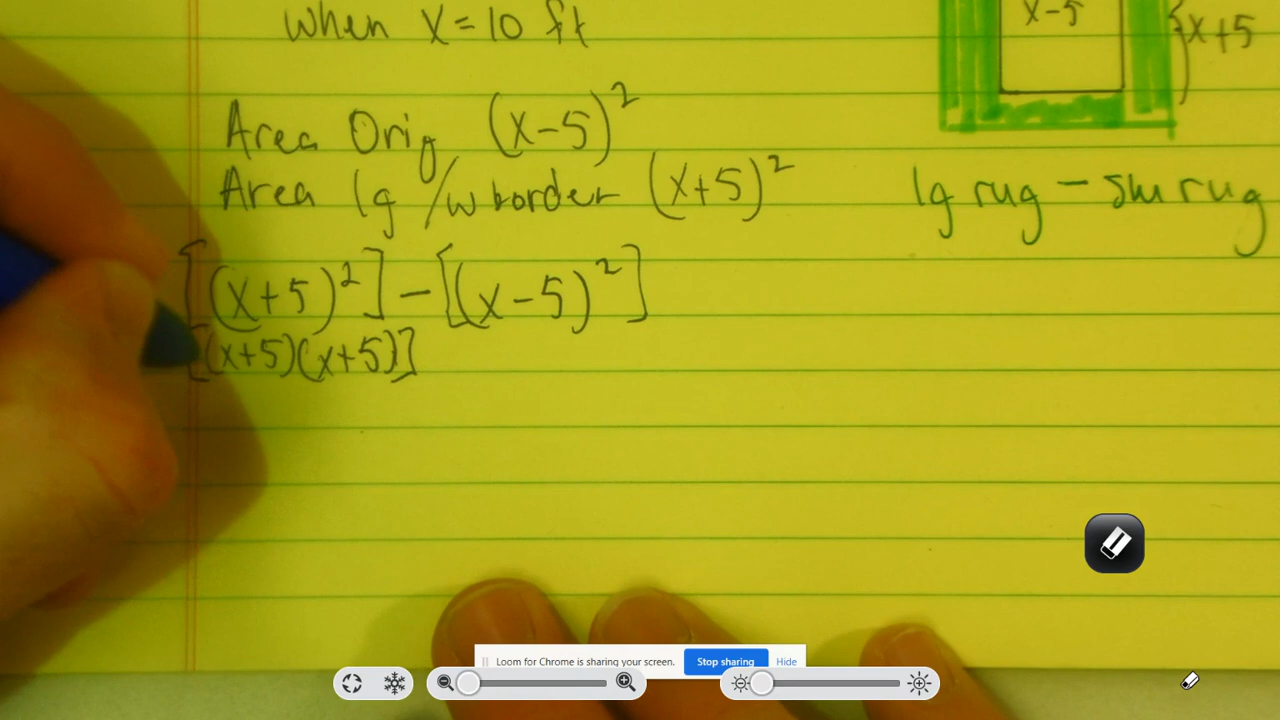 When X = 10 ft
x-5
x+5
Area Orig (x-5)²
Area lg /w border (x+5)²
lg rug - sm rug
[(x+5)²] - [(x-5)²]
[(x+5)(x+5)]
Loom for Chrome is sharing your screen. Stop sharing Hide